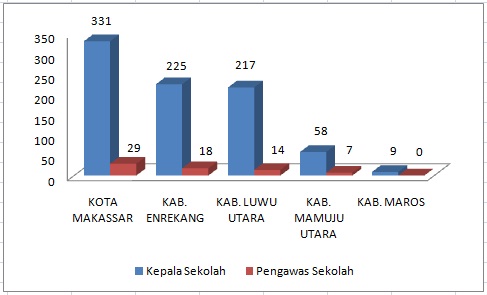 331
350
300
250
200
150
100
50
0
225
217
58
29
18
14
7
9
0
KOTA MAKASSAR
KAB. ENREKANG
KAB. LUWU UTARA
KAB. MAMUJU UTARA
KAB. MAROS
Kepala Sekolah
Pengawas Sekolah